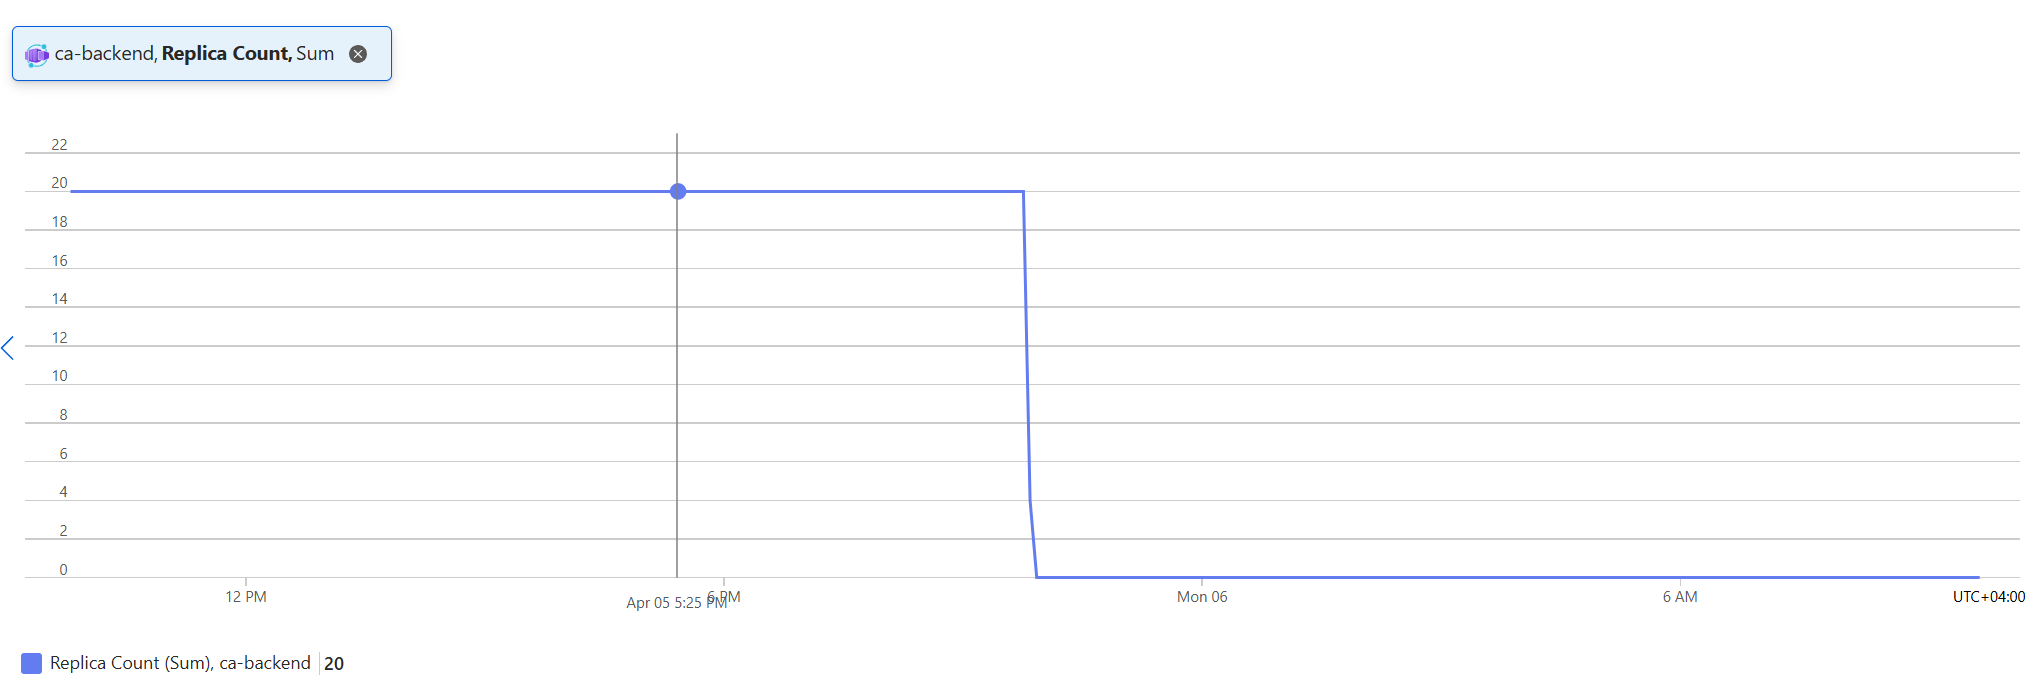 ca-backend, Replica Count, Sum
22
20
18
16
14
12
10
8
6
4
2
0
12 PM
Apr 05 5:25 PM
6 PM
Mon 06
6 AM
UTC+04:00
Replica Count (Sum), ca-backend 20